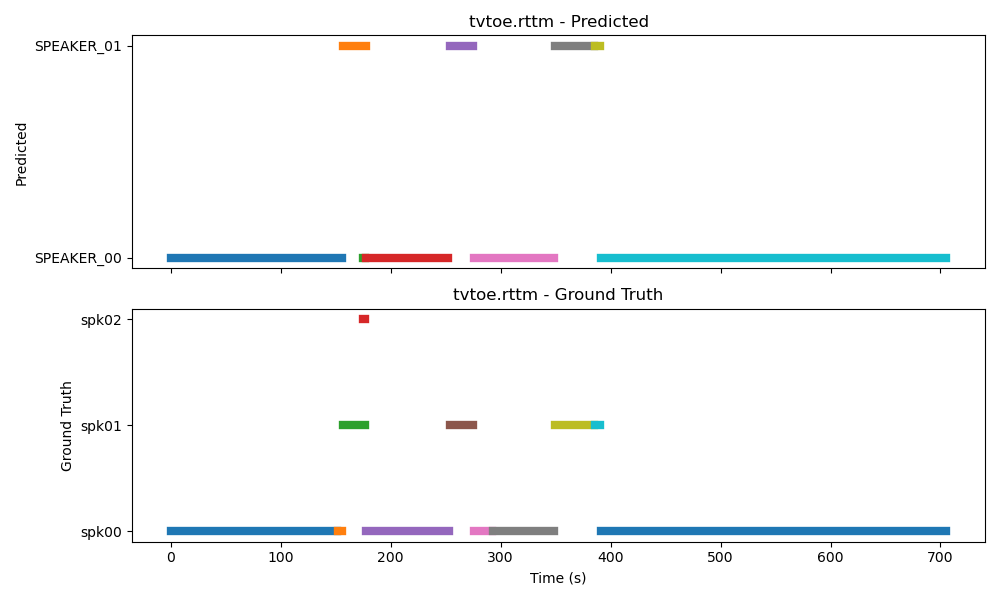 tvtoe.rttm - Predicted
SPEAKER_01
Predicted
SPEAKER_00
tvtoe.rttm - Ground Truth
spk02
Ground Truth
spk01
spk00
0 100 200 300 400 500 600 700
Time (s)